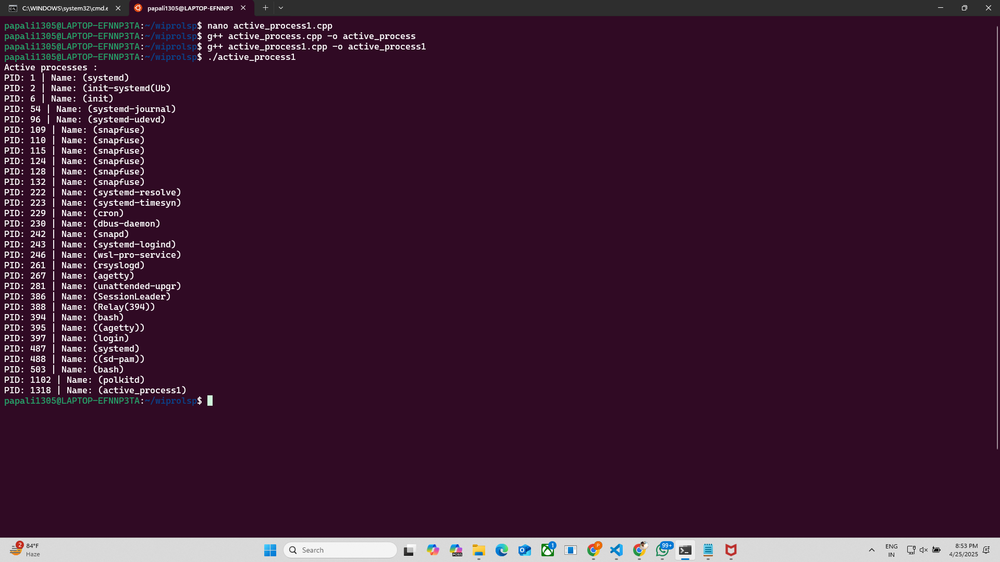 C:\WINDOWS\system32\cmd.e
papali1305@LAPTOP-EFNNP3
papali1305@LAPTOP-EFNNP3TA:~/wiprolsp$ nano active_process1.cpp
papali1305@LAPTOP-EFNNP3TA:~/wiprolsp$ g++ active_process.cpp -o active_process
papali1305@LAPTOP-EFNNP3TA:~/wiprolsp$ g++ active_process1.cpp -o active_process1
papali1305@LAPTOP-EFNNP3TA:~/wiprolsp$ ./active_process1
Active processes :
PID: 1 | Name: (systemd)
PID: 2 | Name: (init-systemd(Ub)
PID: 6 | Name: (init)
PID: 54 | Name: (systemd-journal)
PID: 96 | Name: (systemd-udevd)
PID: 109 | Name: (snapfuse)
PID: 110 | Name: (snapfuse)
PID: 115 | Name: (snapfuse)
PID: 124 | Name: (snapfuse)
PID: 128 | Name: (snapfuse)
PID: 132 | Name: (snapfuse)
PID: 222 | Name: (systemd-resolve)
PID: 223 | Name: (systemd-timesyn)
PID: 229 | Name: (cron)
PID: 230 | Name: (dbus-daemon)
PID: 242 | Name: (snapd)
PID: 243 | Name: (systemd-logind)
PID: 246 | Name: (wsl-pro-service)
PID: 261 | Name: (rsyslogd)
PID: 267 | Name: (agetty)
PID: 281 | Name: (unattended-upgr)
PID: 386 | Name: (SessionLeader)
PID: 388 | Name: (Relay(394))
PID: 394 | Name: (bash)
PID: 395 | Name: ((agetty))
PID: 397 | Name: (login)
PID: 487 | Name: (systemd)
PID: 488 | Name: ((sd-pam))
PID: 503 | Name: (bash)
PID: 1102 | Name: (polkitd)
PID: 1318 | Name: (active_process1)
papali1305@LAPTOP-EFNNP3TA:~/wiprolsp$
2
84°F
Haze
Search
M365
1
P
99+
ENG
IN
8:53 PM
4/25/2025